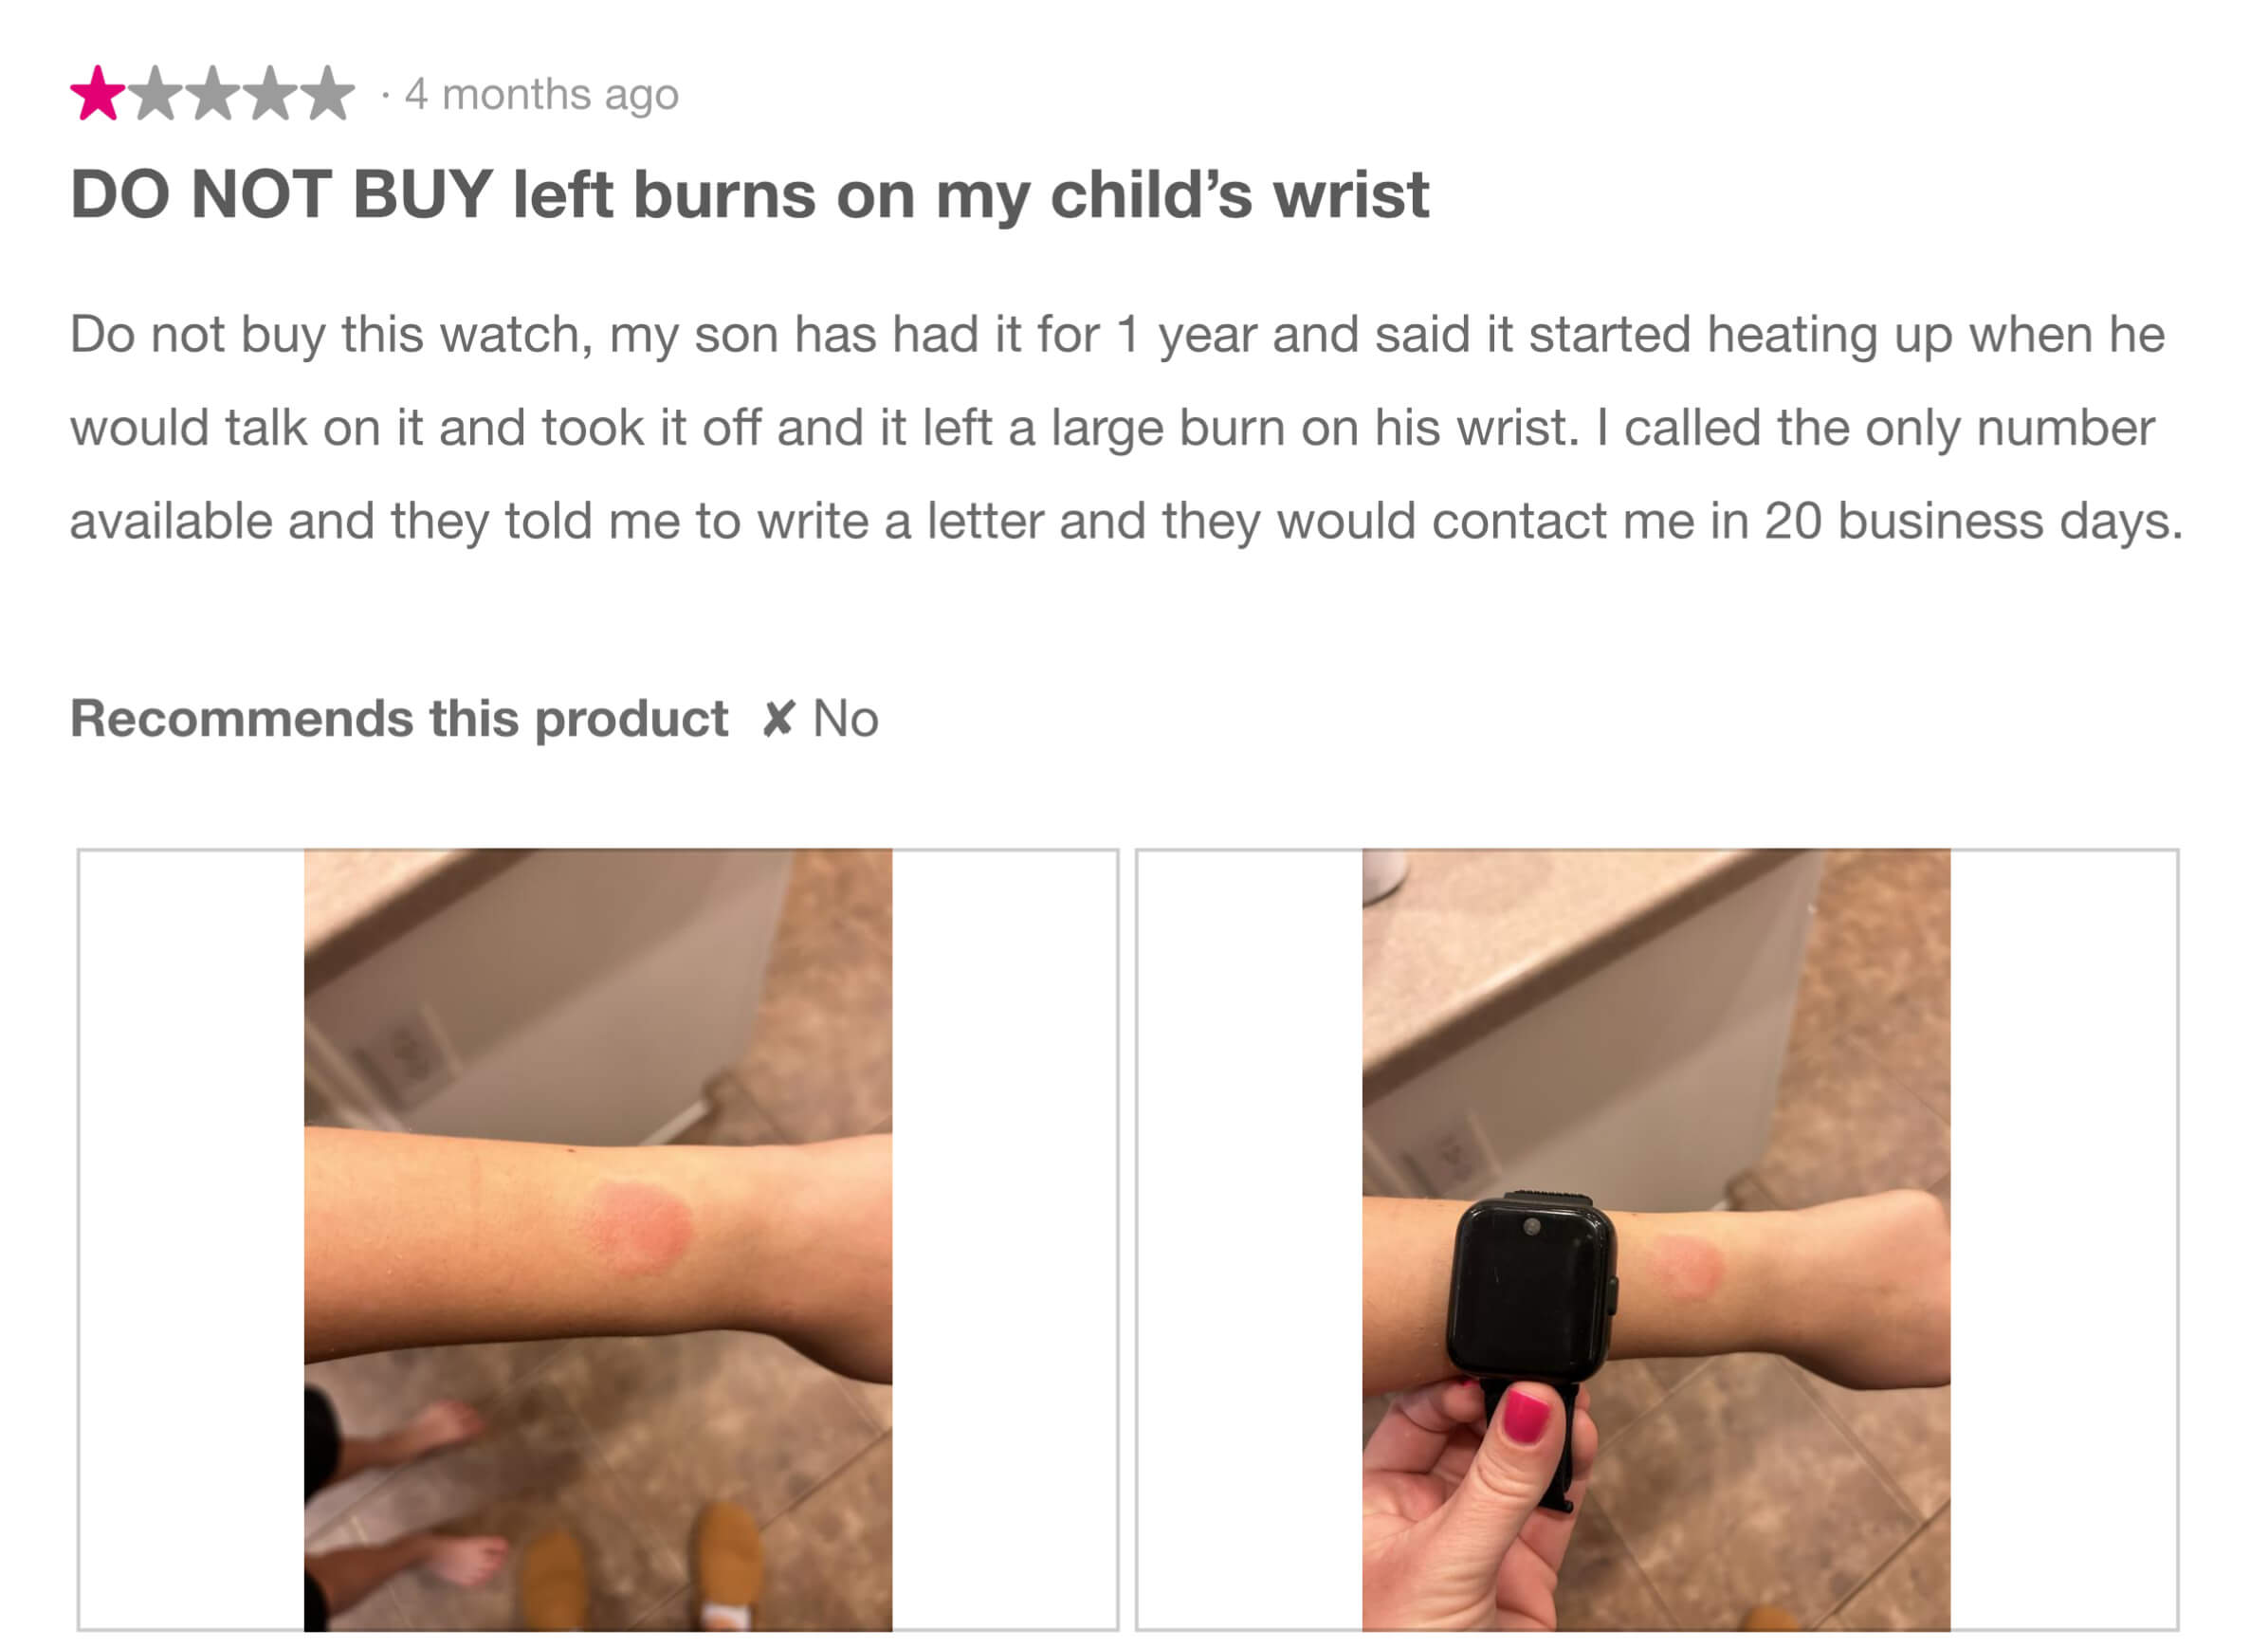 · 4 months ago
DO NOT BUY left burns on my child’s wrist
Do not buy this watch, my son has had it for 1 year and said it started heating up when he
would talk on it and took it off and it left a large burn on his wrist. I called the only number
available and they told me to write a letter and they would contact me in 20 business days.
Recommends this product ✘ No